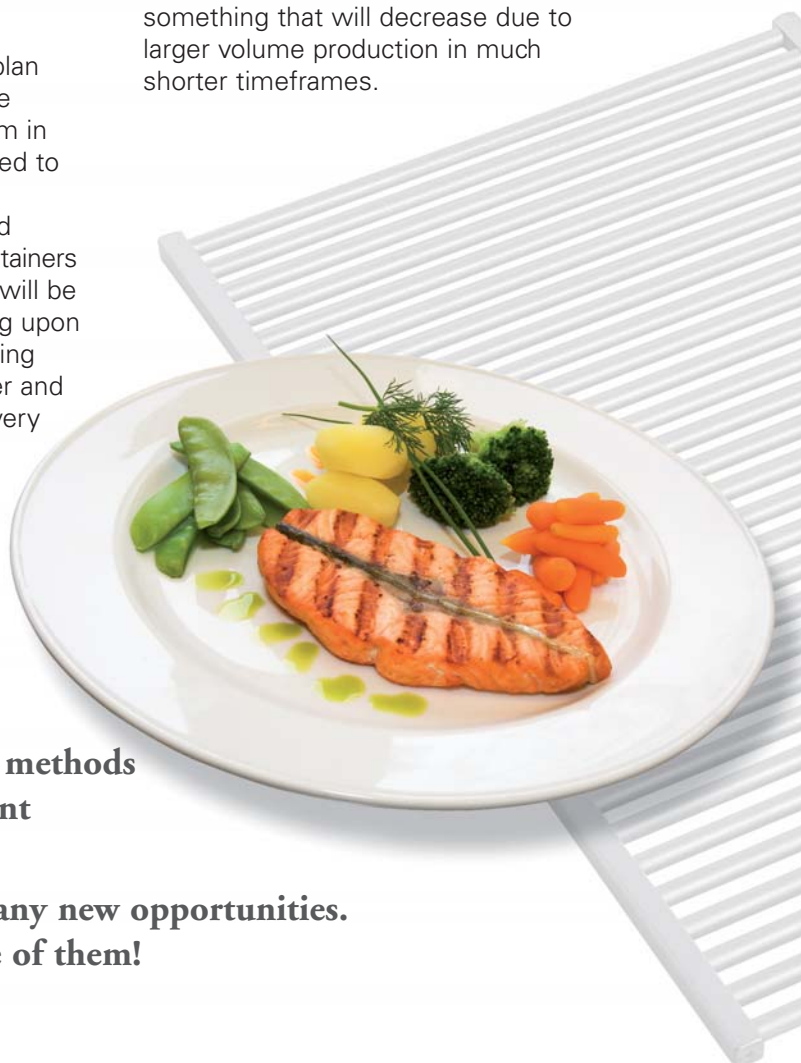 plan
e
m in
ed to
d
tainers
will be
g upon
ing
er and
very
something that will decrease due to
larger volume production in much
shorter timeframes.
methods
nt
any new opportunities.
e of them!